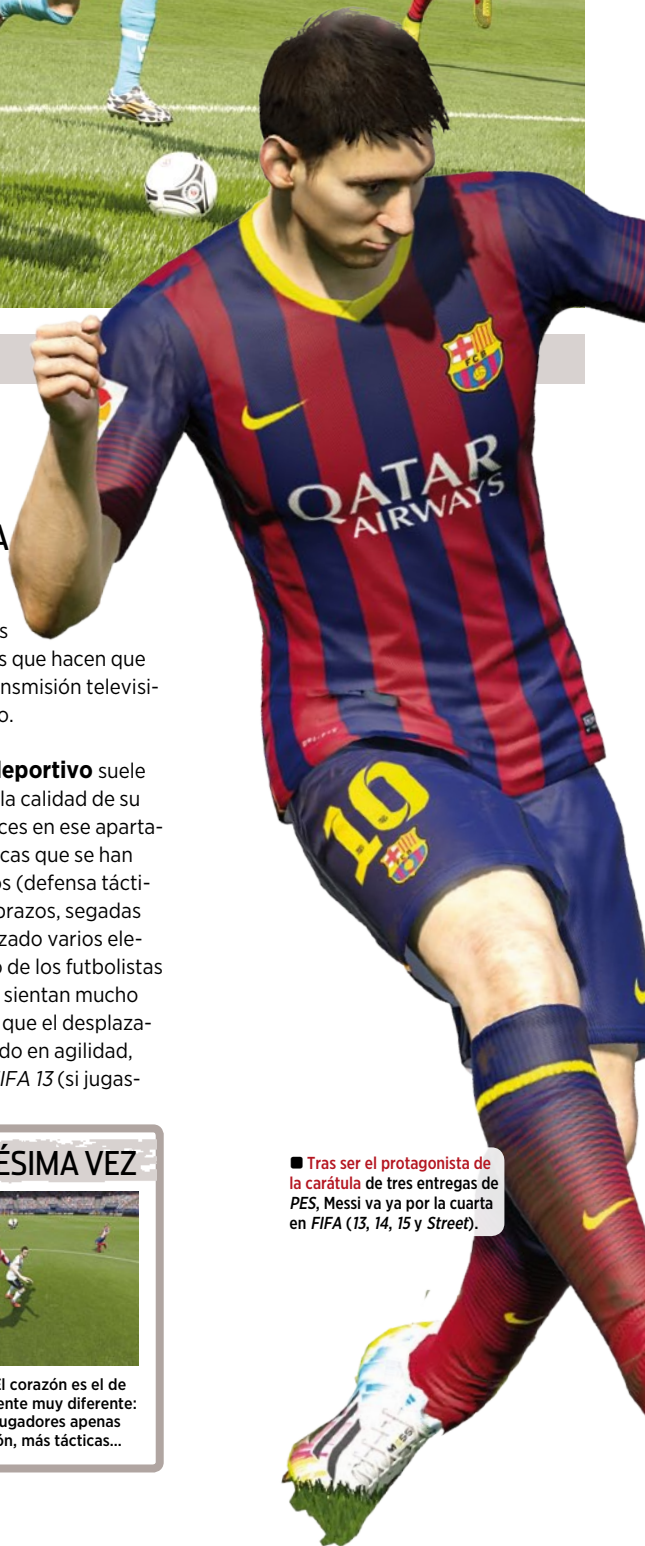 FCB
QATAR
AIRWAYS
10
A
s
s que hacen que
nsmisión televisi-
o.
deportivo suele
la calidad de su
ces en ese aparta-
cas que se han
os (defensa tácti-
brazos, segadas
zado varios ele-
o de los futbolistas
sientan mucho
que el desplaza-
do en agilidad,
IFA 13 (si jugas-
ÉSIMA VEZ
El corazón es el de
ente muy diferente:
ugadores apenas
ón, más tácticas...
■ Tras ser el protagonista de
la carátula de tres entregas de
PES, Messi va ya por la cuarta
en FIFA (13, 14, 15 y Street).
MESSI